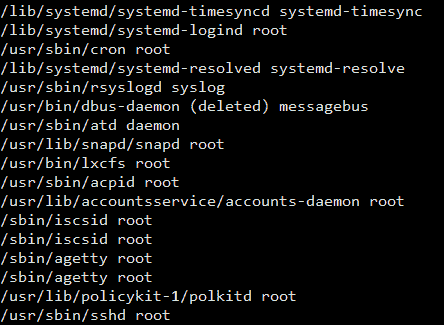 /lib/systemd/systemd-timesyncd systemd-timesync
/lib/systemd/systemd-logind root
/usr/sbin/cron root
/lib/systemd/systemd-resolved systemd-resolve
/usr/sbin/rsyslogd syslog
/usr/bin/dbus-daemon (deleted) messagebus
/usr/sbin/atd daemon
/usr/lib/snapd/snapd root
/usr/bin/lxcfs root
/usr/sbin/acpid root
/usr/lib/accountsservice/accounts-daemon root
/sbin/iscsid root
/sbin/iscsid root
/sbin/agetty root
/sbin/agetty root
/usr/lib/policykit-1/polkitd root
/usr/sbin/sshd root